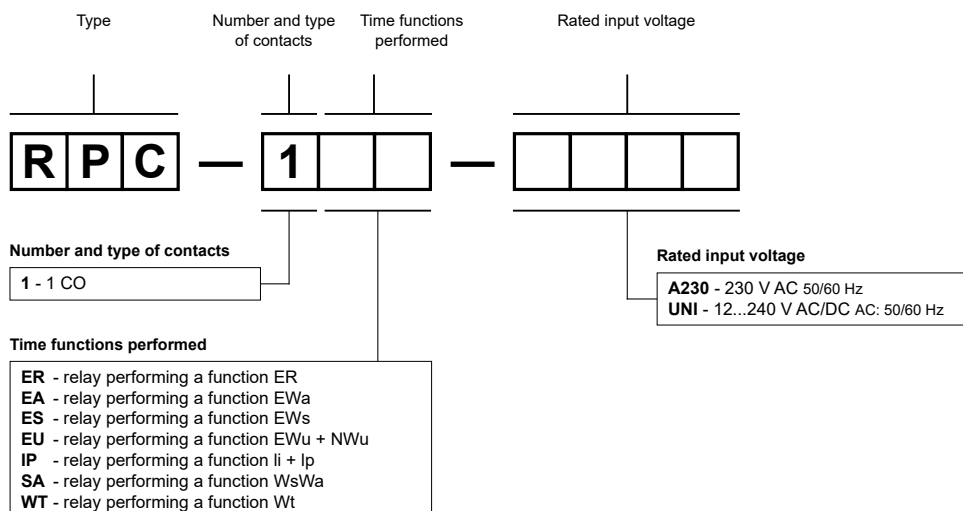 Type
Number and type of contacts
Time functions performed
Rated input voltage
RPC — 1 —
Number and type of contacts
1 - 1 CO
Rated input voltage
A230 - 230 V AC 50/60 Hz
UNI - 12...240 V AC/DC AC: 50/60 Hz
Time functions performed
ER - relay performing a function ER
EA - relay performing a function EWa
ES - relay performing a function EWs
EU - relay performing a function EWu + NWu
IP - relay performing a function Ii + Ip
SA - relay performing a function WsWa
WT - relay performing a function Wt